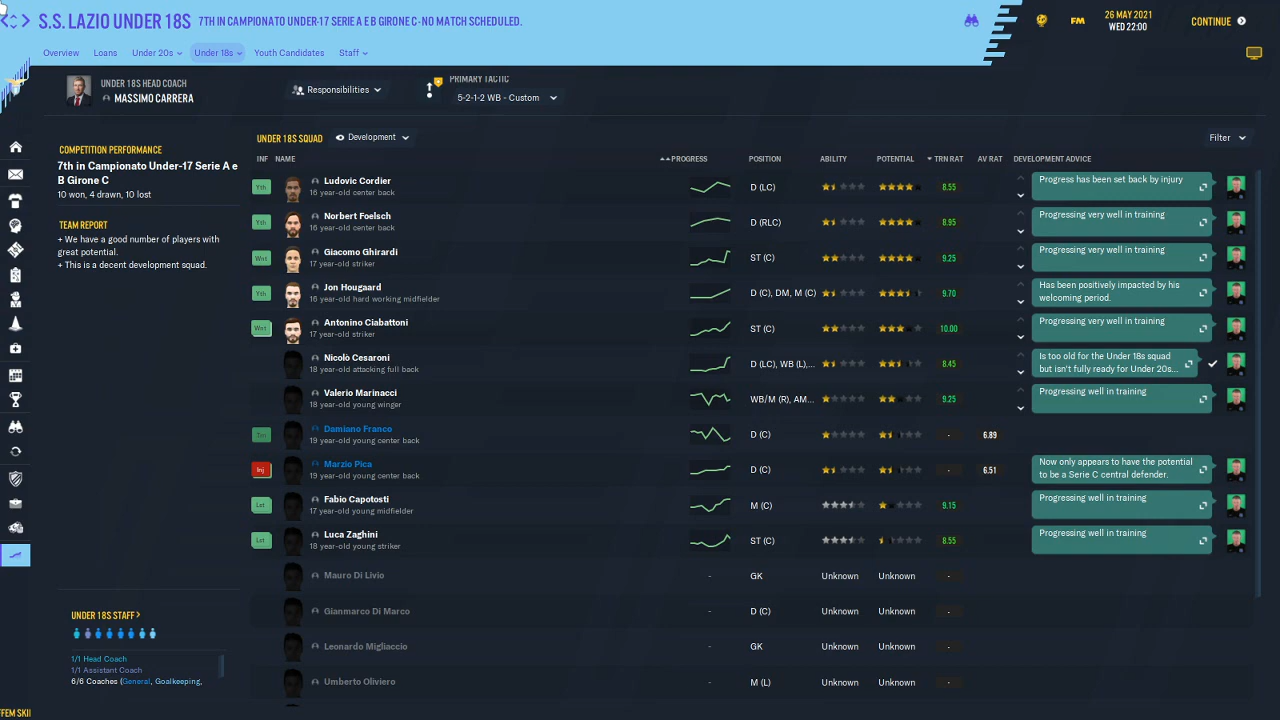 S.S. LAZIO UNDER 18S
7TH IN CAMPIONATO UNDER-17 SERIE A E B GIRONE C - NO MATCH SCHEDULED.
FM
26 MAY 2021
WED 22:00
CONTINUE
Overview
Loans
Under 20s
Under 18s
Youth Candidates
Staff
UNDER 18S HEAD COACH
MASSIMO CARRERA
Responsibilities
PRIMARY TACTIC
5-2-1-2 WB - Custom
COMPETITION PERFORMANCE
7th in Campionato Under-17 Serie A e
B Girone C
10 won, 4 drawn, 10 lost
TEAM REPORT
+ We have a good number of players with
great potential.
+ This is a decent development squad.
UNDER 18S STAFF
1/1 Head Coach
1/1 Assistant Coach
6/6 Coaches (General, Goalkeeping,
UNDER 18S SQUAD
Development
Filter
INF NAME PROGRESS POSITION ABILITY POTENTIAL TRN RAT AV RAT DEVELOPMENT ADVICE
Yth Ludovic Cordier D (LC) 8.55 Progress has been set back by injury
16 year-old center back
Yth Norbert Foelsch D (RLC) 8.95 Progressing very well in training
16 year-old center back
Wnt Giacomo Ghirardi ST (C) 9.25 Progressing very well in training
17 year-old striker
Yth Jon Hougaard D (C), DM, M (C) 9.70 Has been positively impacted by his
16 year-old hard working midfielder welcoming period.
Wnt Antonino Ciabattoni ST (C) 10.00 Progressing very well in training
17 year-old striker
Nicolò Cesaroni D (LC), WB (L),... 8.45 Is too old for the Under 18s squad
18 year-old attacking full back but isn't fully ready for Under 20s...
Valerio Marinacci WB/M (R), AM... 9.25 Progressing well in training
18 year-old young winger
Trn Damiano Franco D (C) - 6.89
19 year-old young center back
Inj Marzio Pica D (C) - 6.51 Now only appears to have the potential
19 year-old young center back to be a Serie C central defender.
Lst Fabio Capotosti M (C) 9.15 Progressing well in training
17 year-old young midfielder
Lst Luca Zaghini ST (C) 8.55 Progressing well in training
18 year-old young striker
Mauro Di Livio - GK Unknown Unknown -
Gianmarco Di Marco - D (C) Unknown Unknown -
Leonardo Migliaccio - GK Unknown Unknown -
Umberto Oliviero - M (L) Unknown Unknown -